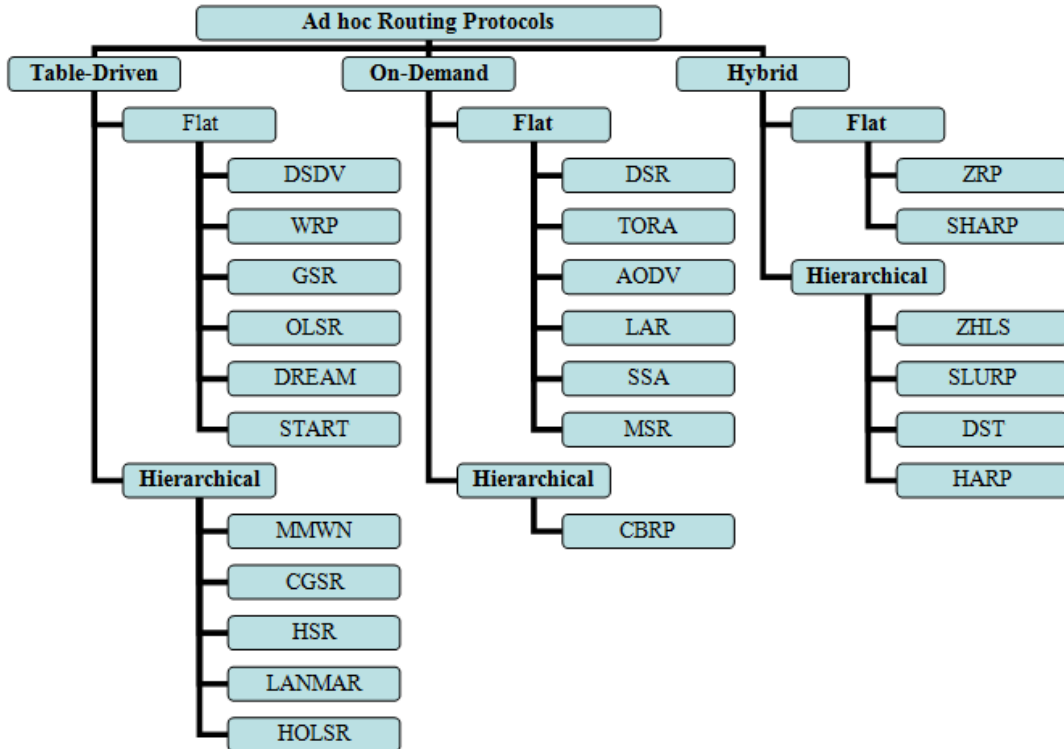 Ad hoc Routing Protocols
Table-Driven
Flat
DSDV
WRP
GSR
OLSR
DREAM
START
Hierarchical
MMWN
CGSR
HSR
LANMAR
HOLSR
On-Demand
Flat
DSR
TORA
AODV
LAR
SSA
MSR
Hierarchical
CBRP
Hybrid
Flat
ZRP
SHARP
Hierarchical
ZHLS
SLURP
DST
HARP